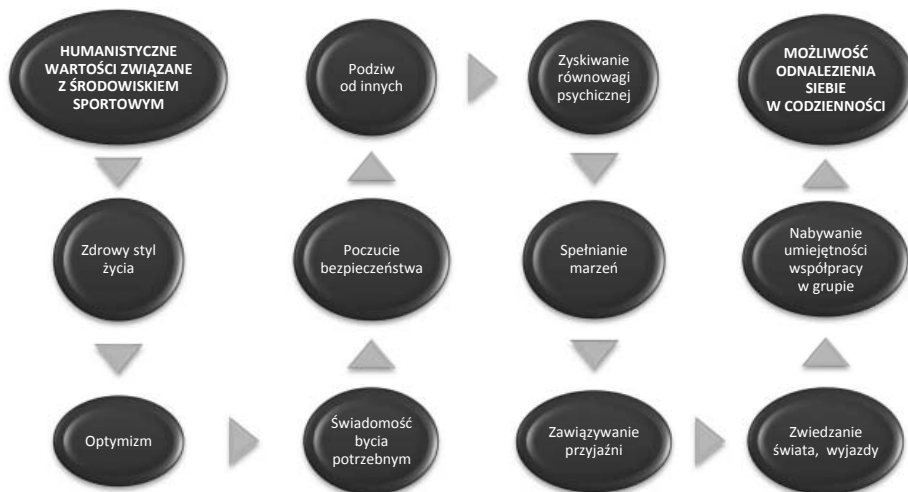 HUMANISTYCZNE
WARTOŚCI ZWIĄZANE
Z ŚRODOWISKIEM
SPORTOWYM
Zdrowy styl
życia
Optymizm
Świadomość
bycia
potrzebnym
Poczucie
bezpieczeństwa
Podziw
od innych
Zyskiwanie
równowagi
psychicznej
Spełnianie
marzeń
Zawiązywanie
przyjaźni
Zwiedzanie
świata, wyjazdy
Nabywanie
umiejętności
współpracy
w grupie
MOŻLIWOŚĆ
ODNALEZIENIA
SIEBIE
W CODZIENNOŚCI